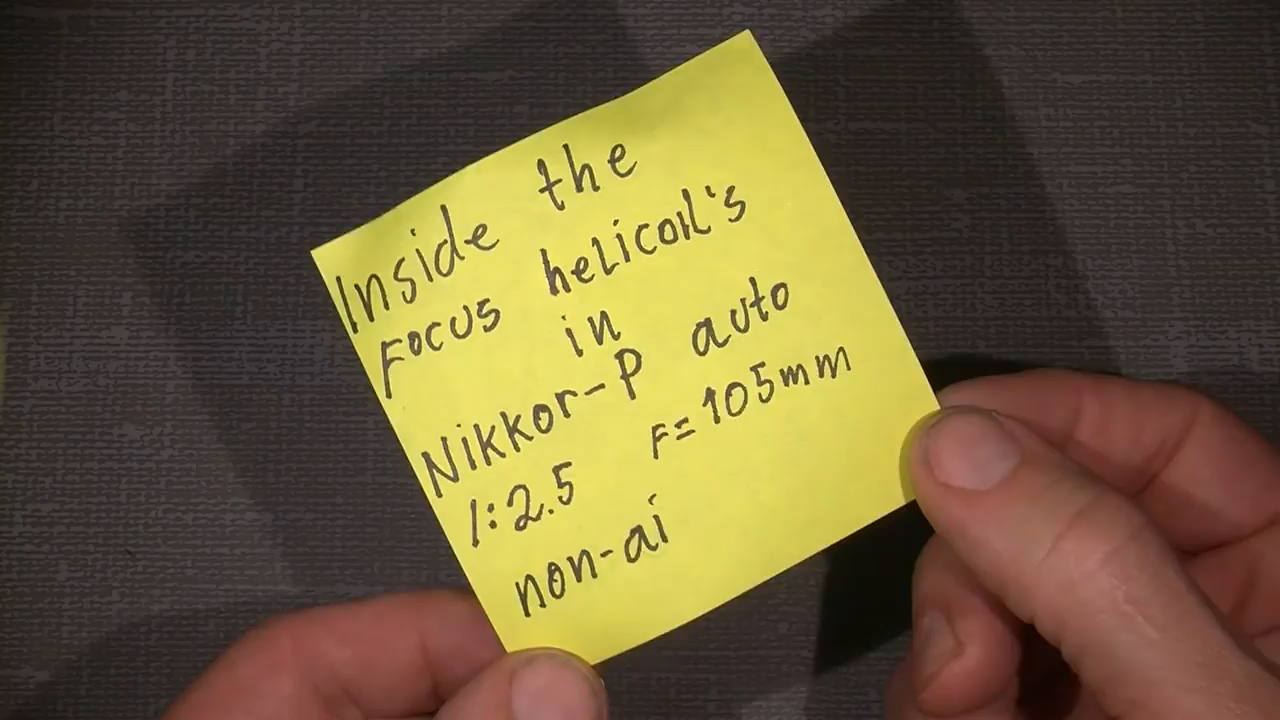 Inside the
Focus helicoil's
in
Nikkor-P auto
1:2.5 F=105mm
non-ai